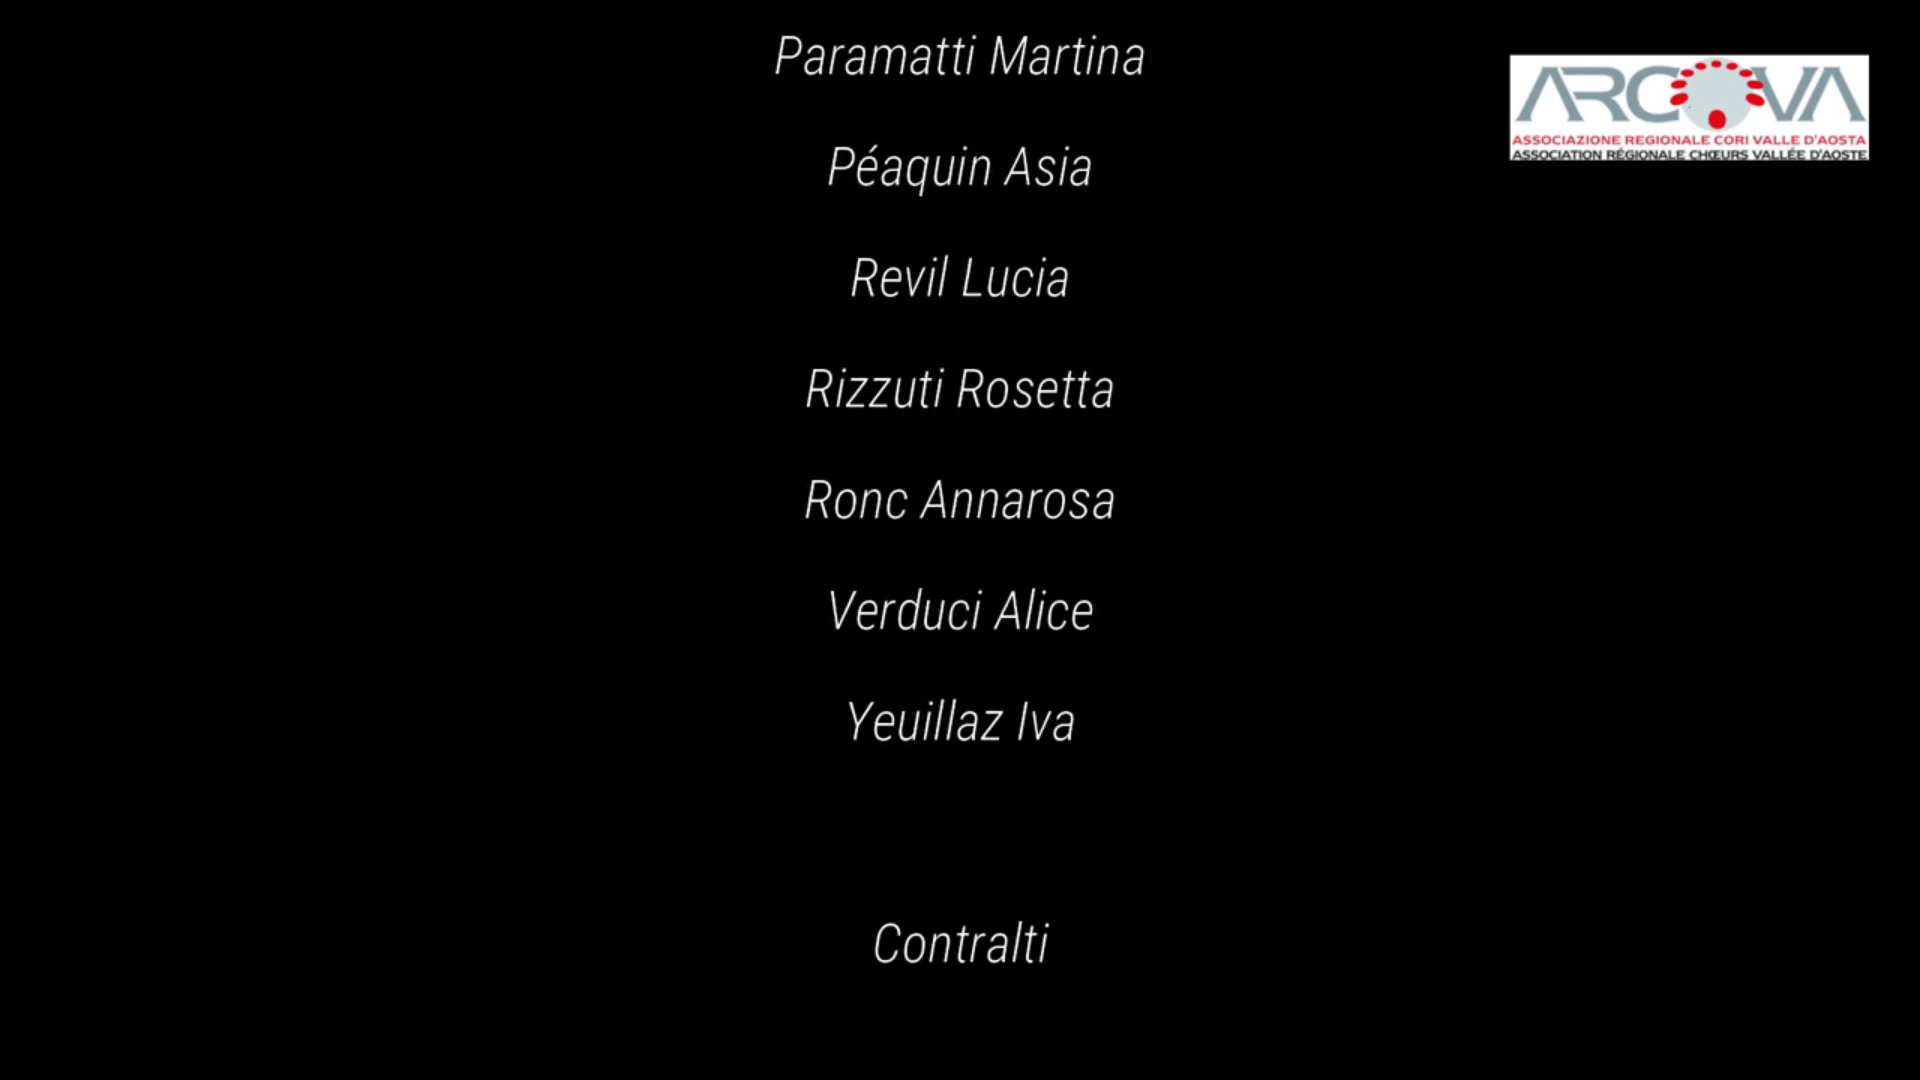 Paramatti Martina
ARCOVA
ASSOCIAZIONE REGIONALE CORI VALLE D'AOSTA
ASSOCIATION RÉGIONALE CHŒURS VALLÉE D'AOSTE
Péaquin Asia
Revil Lucia
Rizzuti Rosetta
Ronc Annarosa
Verduci Alice
Yeuillaz Iva
Contralti